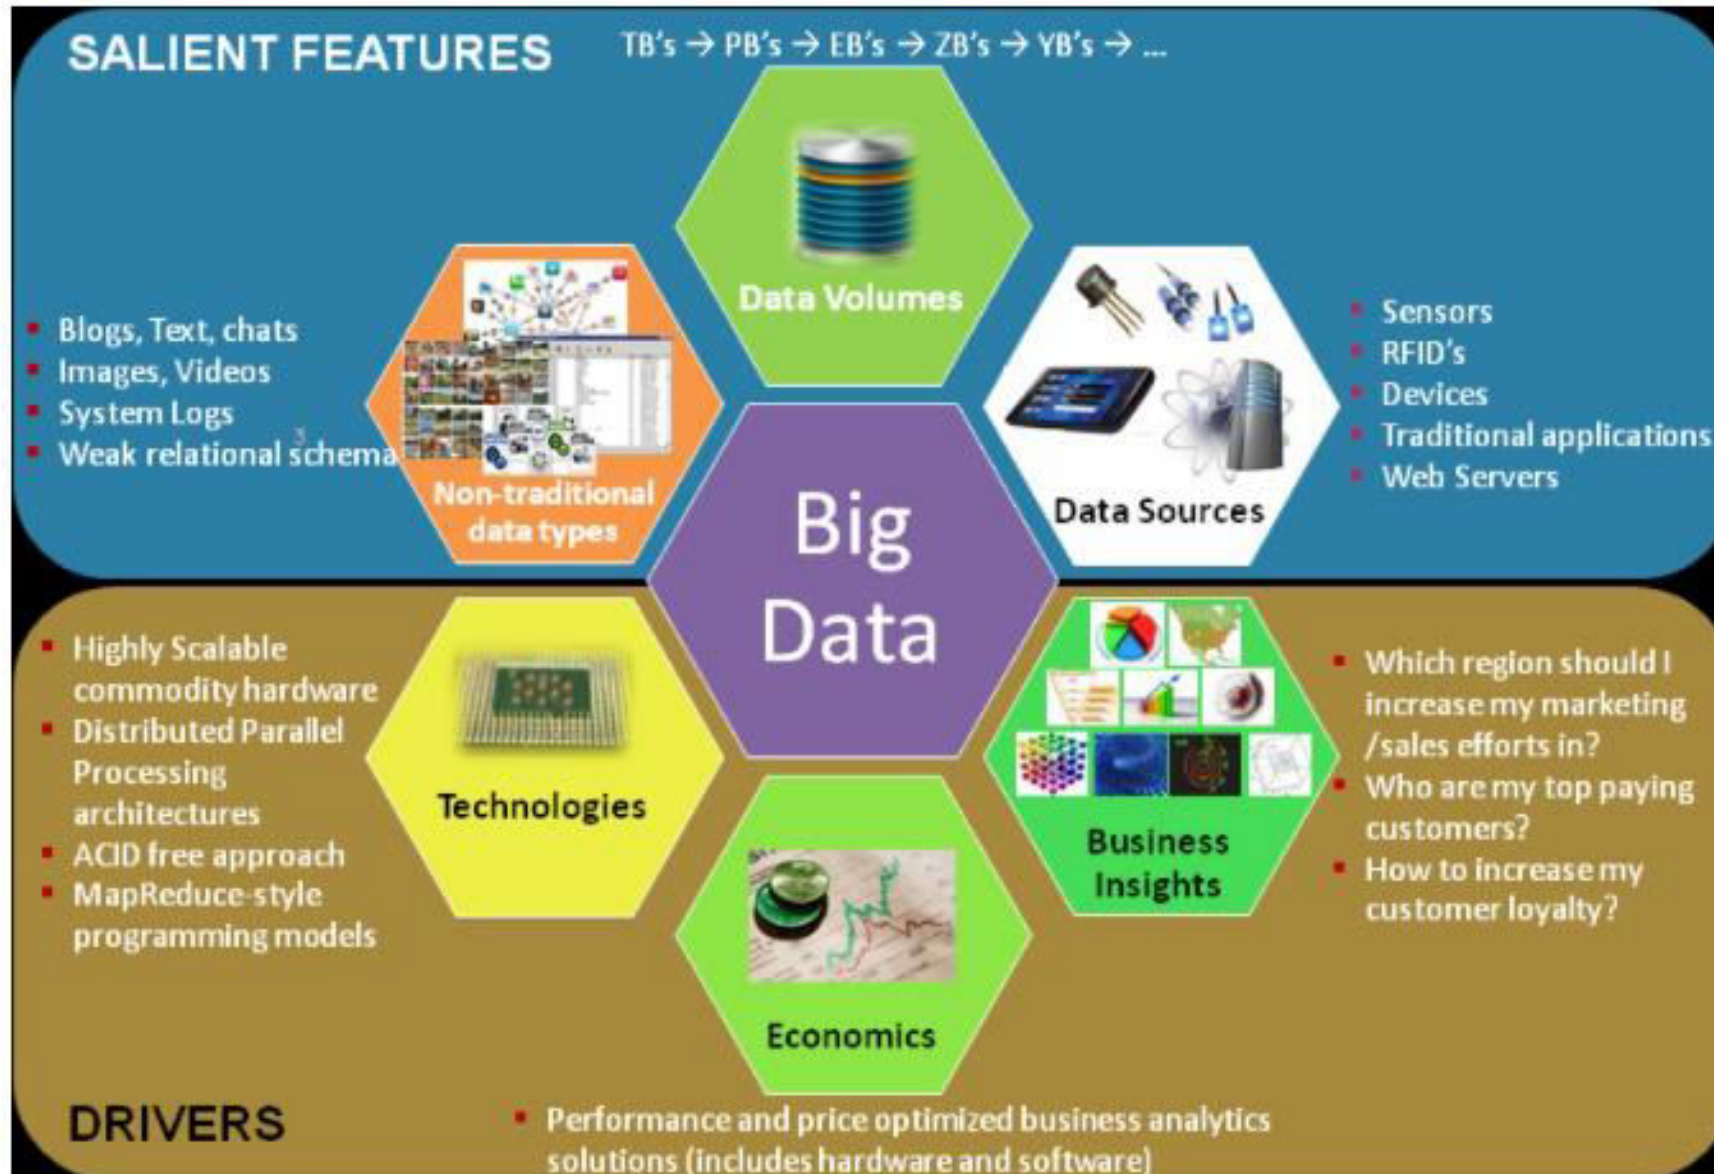 SALIENT FEATURES
TB's → PB's → EB's → ZB's → YB's → ...
Data Volumes
▪ Blogs, Text, chats
▪ Images, Videos
▪ System Logs
▪ Weak relational schema
3
Non-traditional
data types
▪ Sensors
▪ RFID's
▪ Devices
▪ Traditional applications
▪ Web Servers
Data Sources
Big
Data
▪ Highly Scalable
commodity hardware
▪ Distributed Parallel
Processing
architectures
▪ ACID free approach
▪ MapReduce-style
programming models
Technologies
Business
Insights
▪ Which region should I
increase my marketing
/sales efforts in?
▪ Who are my top paying
customers?
▪ How to increase my
customer loyalty?
Economics
DRIVERS
▪ Performance and price optimized business analytics
solutions (includes hardware and software)